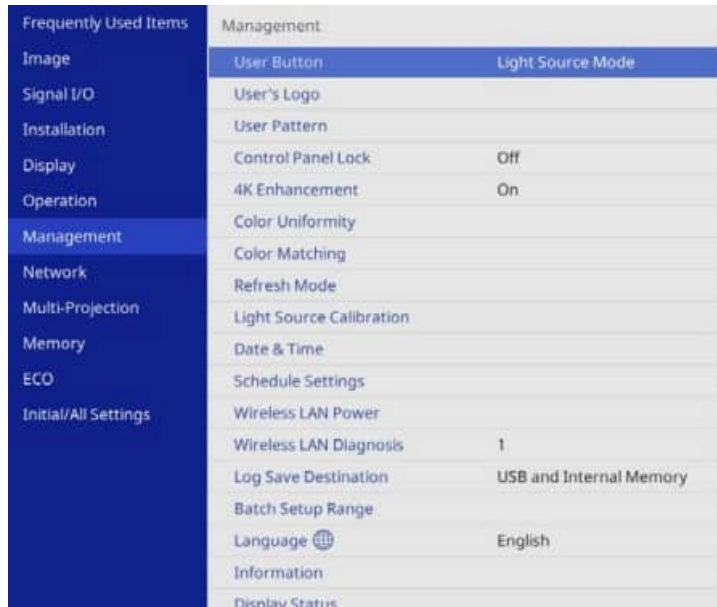 Frequently Used Items
Image
Signal I/O
Installation
Display
Operation
Management
Network
Multi-Projection
Memory
ECO
Initial/All Settings
Management
User Button Light Source Mode
User's Logo
User Pattern
Control Panel Lock Off
4K Enhancement On
Color Uniformity
Color Matching
Refresh Mode
Light Source Calibration
Date & Time
Schedule Settings
Wireless LAN Power
Wireless LAN Diagnosis 1
Log Save Destination USB and Internal Memory
Batch Setup Range
Language English
Information
Display Status